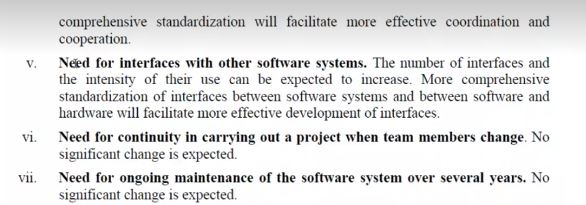 comprehensive standardization will facilitate more effective coordination and
cooperation.
v. Need for interfaces with other software systems. The number of interfaces and
the intensity of their use can be expected to increase. More comprehensive
standardization of interfaces between software systems and between software and
hardware will facilitate more effective development of interfaces.
vi. Need for continuity in carrying out a project when team members change. No
significant change is expected.
vii. Need for ongoing maintenance of the software system over several years. No
significant change is expected.